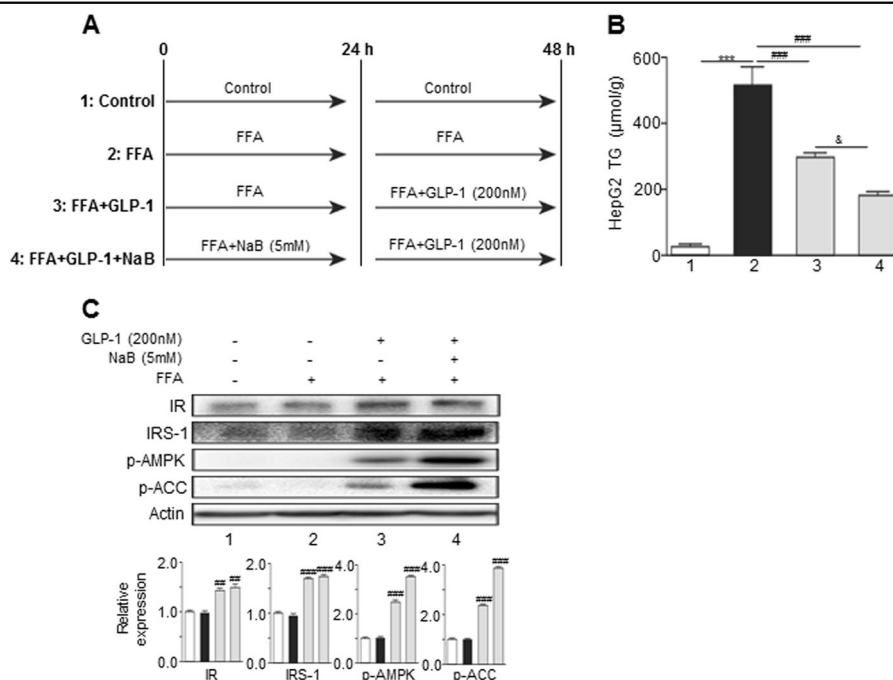 A
0 24 h 48 h
1: Control Control Control
2: FFA FFA FFA
3: FFA+GLP-1 FFA FFA+GLP-1 (200nM)
4: FFA+GLP-1+NaB FFA+NaB (5mM) FFA+GLP-1 (200nM)
B
HepG2 TG (μmol/g)
600
400
200
0
*** ### ###
&
1 2 3 4
C
GLP-1 (200nM) - - + +
NaB (5mM) - - - +
FFA - + + +
IR
IRS-1
p-AMPK
p-ACC
Actin
1 2 3 4
Relative expression
2.0 2.0 4.0 4.0
1.0 1.0 2.0 2.0
0.0 0.0 0.0 0.0
## ## ### ### ### ### ### ###
IR IRS-1 p-AMPK p-ACC